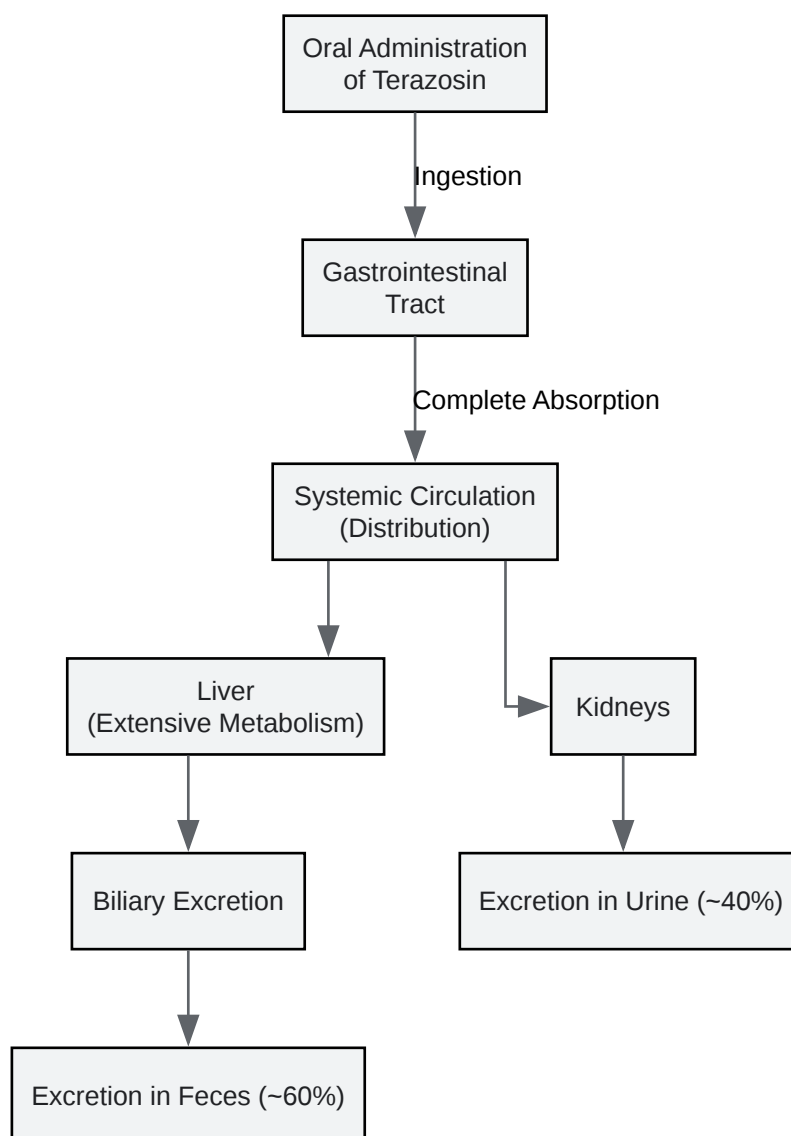 Oral Administration
of Terazosin
Ingestion
Gastrointestinal
Tract
Complete Absorption
Systemic Circulation
(Distribution)
Liver
(Extensive Metabolism)
Kidneys
Biliary Excretion
Excretion in Urine (~40%)
Excretion in Feces (~60%)